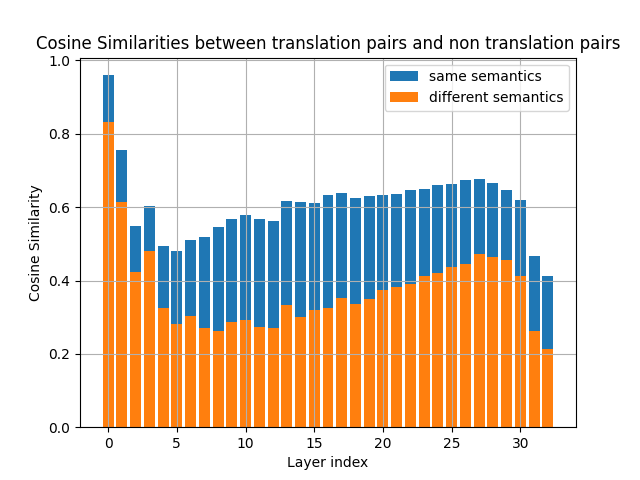 Cosine Similarities between translation pairs and non translation pairs
same semantics
different semantics
Cosine Similarity
1.0
0.8
0.6
0.4
0.2
0.0
0 5 10 15 20 25 30
Layer index